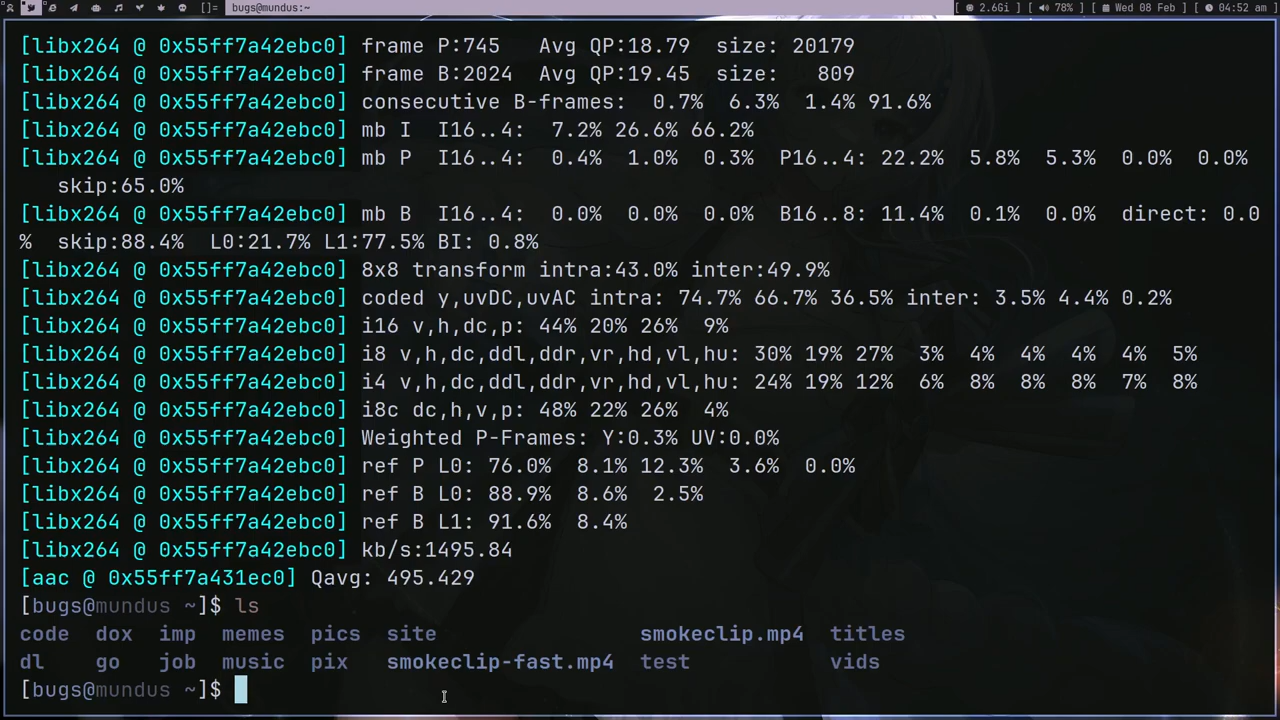 []= bugs@mundus:~ 2.66i 78% Wed 08 Feb 04:52 am
[libx264 @ 0x55ff7a42ebc0] frame P:745 Avg QP:18.79 size: 20179
[libx264 @ 0x55ff7a42ebc0] frame B:2024 Avg QP:19.45 size: 809
[libx264 @ 0x55ff7a42ebc0] consecutive B-frames: 0.7% 6.3% 1.4% 91.6%
[libx264 @ 0x55ff7a42ebc0] mb I I16..4: 7.2% 26.6% 66.2%
[libx264 @ 0x55ff7a42ebc0] mb P I16..4: 0.4% 1.0% 0.3% P16..4: 22.2% 5.8% 5.3% 0.0% 0.0%
skip:65.0%
[libx264 @ 0x55ff7a42ebc0] mb B I16..4: 0.0% 0.0% 0.0% B16..8: 11.4% 0.1% 0.0% direct: 0.0
% skip:88.4% L0:21.7% L1:77.5% BI: 0.8%
[libx264 @ 0x55ff7a42ebc0] 8x8 transform intra:43.0% inter:49.9%
[libx264 @ 0x55ff7a42ebc0] coded y,uvDC,uvAC intra: 74.7% 66.7% 36.5% inter: 3.5% 4.4% 0.2%
[libx264 @ 0x55ff7a42ebc0] i16 v,h,dc,p: 44% 20% 26% 9%
[libx264 @ 0x55ff7a42ebc0] i8 v,h,dc,ddl,ddr,vr,hd,vl,hu: 30% 19% 27% 3% 4% 4% 4% 4% 5%
[libx264 @ 0x55ff7a42ebc0] i4 v,h,dc,ddl,ddr,vr,hd,vl,hu: 24% 19% 12% 6% 8% 8% 8% 7% 8%
[libx264 @ 0x55ff7a42ebc0] i8c dc,h,v,p: 48% 22% 26% 4%
[libx264 @ 0x55ff7a42ebc0] Weighted P-Frames: Y:0.3% UV:0.0%
[libx264 @ 0x55ff7a42ebc0] ref P L0: 76.0% 8.1% 12.3% 3.6% 0.0%
[libx264 @ 0x55ff7a42ebc0] ref B L0: 88.9% 8.6% 2.5%
[libx264 @ 0x55ff7a42ebc0] ref B L1: 91.6% 8.4%
[libx264 @ 0x55ff7a42ebc0] kb/s:1495.84
[aac @ 0x55ff7a431ec0] Qavg: 495.429
[bugs@mundus ~]$ ls
code dox imp memes pics site smokeclip.mp4 titles
dl go job music pix smokeclip-fast.mp4 test vids
[bugs@mundus ~]$